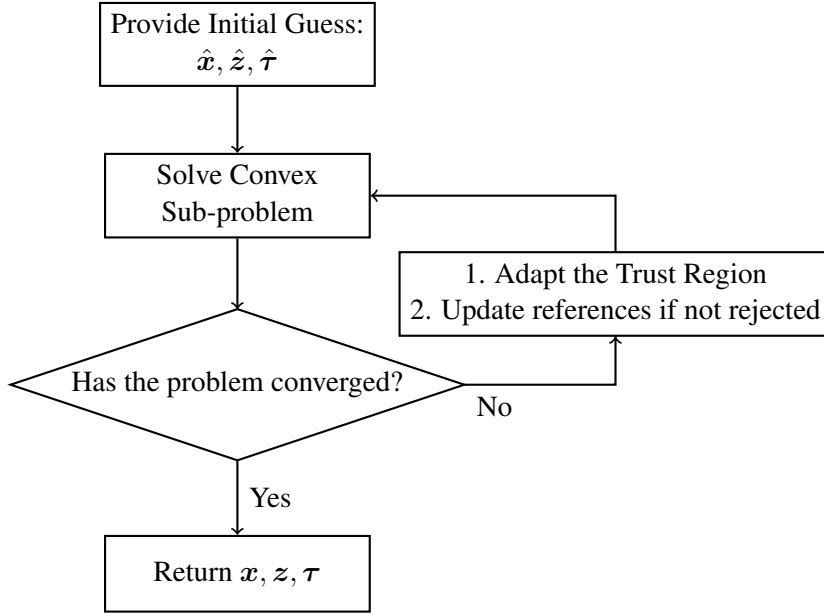 Provide Initial Guess:
x̂, ẑ, τ̂
Solve Convex
Sub-problem
1. Adapt the Trust Region
2. Update references if not rejected
Has the problem converged?
No
Yes
Return x, z, τ